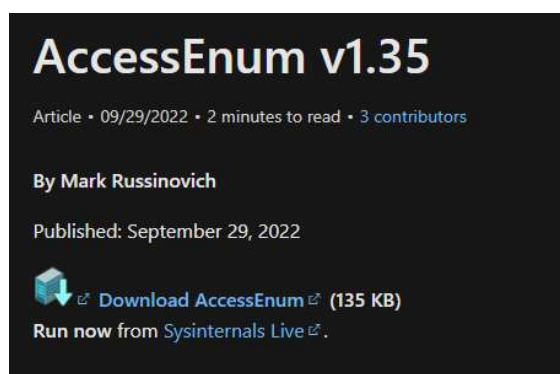 AccessEnum v1.35
Article • 09/29/2022 • 2 minutes to read • 3 contributors
By Mark Russinovich
Published: September 29, 2022
Download AccessEnum (135 KB)
Run now from Sysinternals Live.